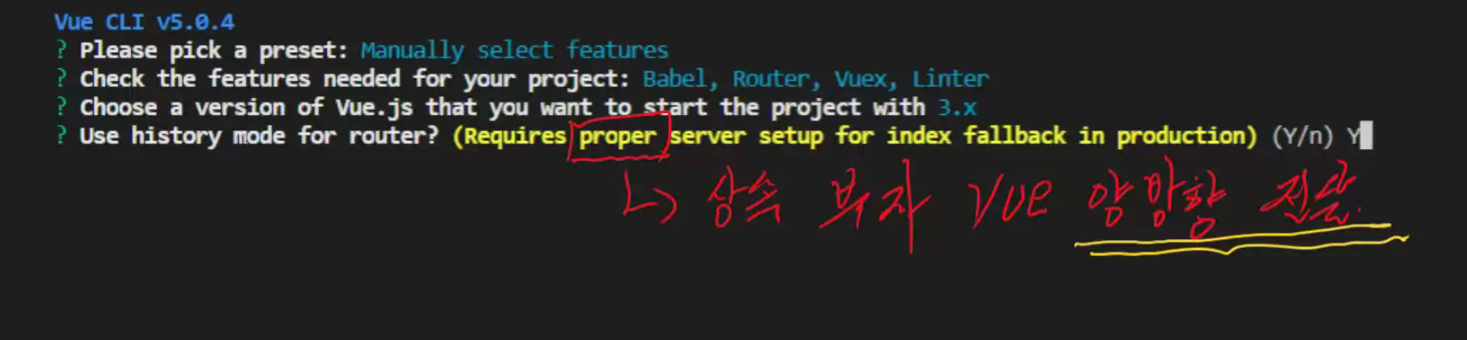 Vue CLI v5.0.4
? Please pick a preset: Manually select features
? Check the features needed for your project: Babel, Router, Vuex, Linter
? Choose a version of Vue.js that you want to start the project with 3.x
? Use history mode for router? (Requires proper server setup for index fallback in production) (Y/n) Y
상속 부자 VUE 양방향 전달.